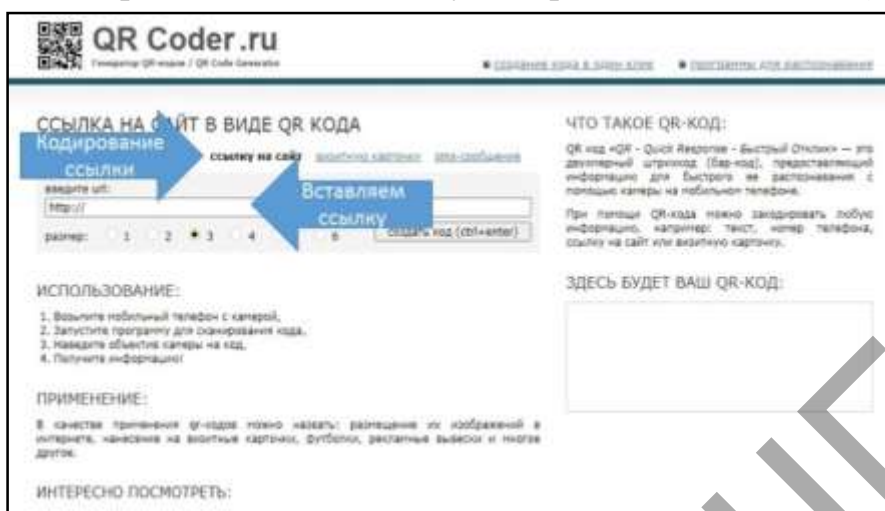 QR Coder.ru
Генератор QR-кодов / QR Code Generator
создание кода в один клик
программы для распознавания
ССЫЛКА НА САЙТ В ВИДЕ QR КОДА
Кодирование
ссылки
ссылку на сайт визитную карточку sms-сообщение
введите url:
http://
Вставляем
ссылку
размер: 1 2 3 4 6 создать код (ctrl+enter)
ИСПОЛЬЗОВАНИЕ:
1. Возьмите мобильный телефон с камерой,
2. Запустите программу для сканирования кода,
3. Наведите объектив камеры на код,
4. Получите информацию!
ПРИМЕНЕНИЕ:
В качестве применения qr-кодов можно назвать: размещение их изображений в
интернете, нанесение на визитные карточки, футболки, рекламные вывески и многое
другое.
ИНТЕРЕСНО ПОСМОТРЕТЬ:
ЧТО ТАКОЕ QR-КОД:
QR код «QR - Quick Response - Быстрый Отклик» — это
двухмерный штрихкод (бар-код), предоставляющий
информацию для быстрого ее распознавания с
помощью камеры на мобильном телефоне.
При помощи QR-кода можно закодировать любую
информацию, например: текст, номер телефона,
ссылку на сайт или визитную карточку.
ЗДЕСЬ БУДЕТ ВАШ QR-КОД: